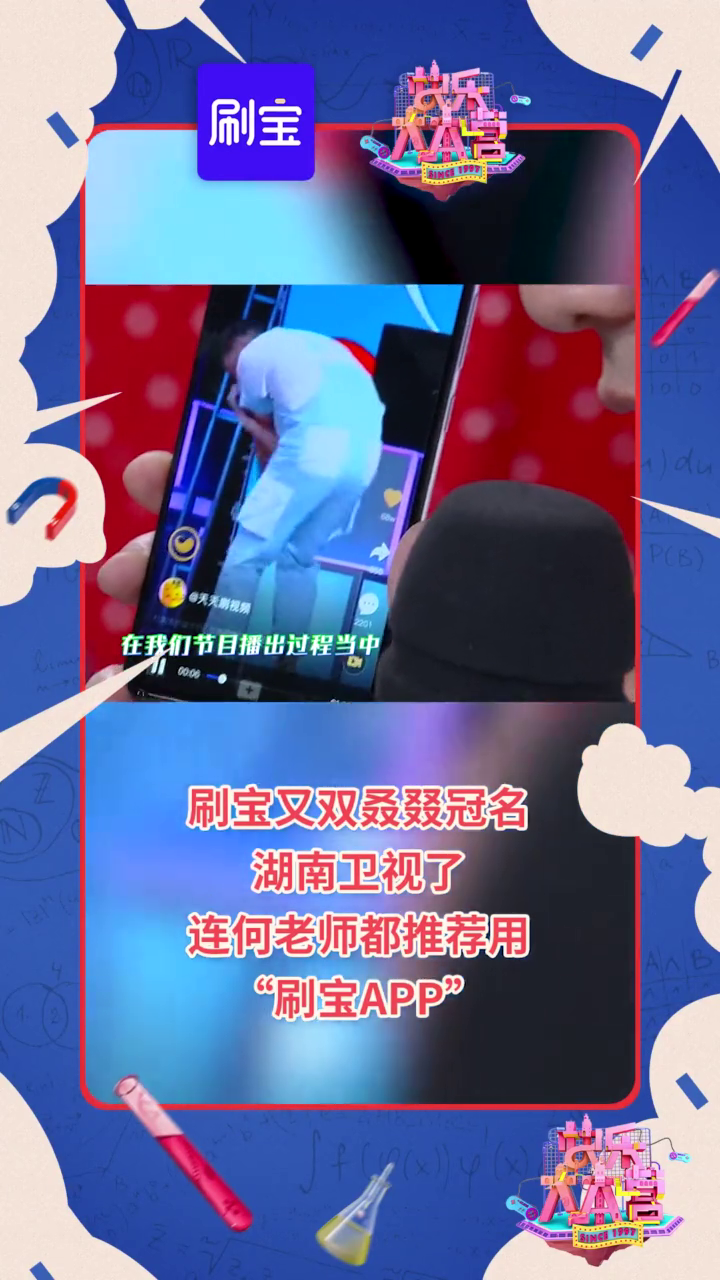 刷宝
快乐大本营
SINCE 1997
@天天刷视频
2201
在我们节目播出过程当中
00:06
刷宝又双叒叕冠名
湖南卫视了
连何老师都推荐用
“刷宝APP”
快乐大本营
SINCE 1997